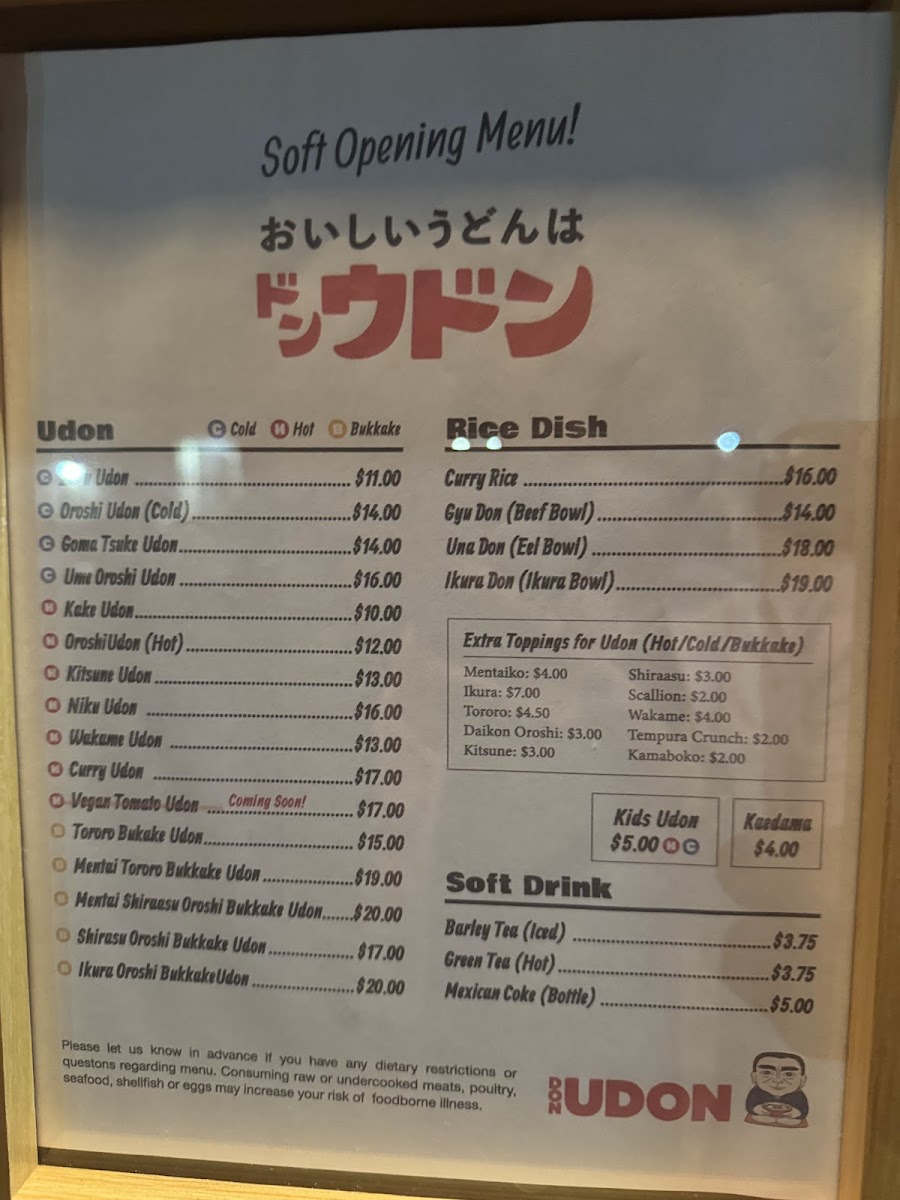 Soft Opening Menu!
おいしいうどんは
ドンウドン
Udon
C Cold H Hot B Bukkake
C Udon $11.00
C Oroshi Udon (Cold) $14.00
C Goma Tsuke Udon $14.00
C Ume Oroshi Udon $16.00
H Kake Udon $10.00
H OroshiUdon (Hot) $12.00
H Kitsune Udon $13.00
H Niku Udon $16.00
H Wakame Udon $13.00
H Curry Udon $17.00
H Vegan Tomato Udon Coming Soon! $17.00
B Tororo Bukake Udon $15.00
B Mentai Tororo Bukkake Udon $19.00
B Mentai Shiraasu Oroshi Bukkake Udon $20.00
B Shirasu Oroshi Bukkake Udon $17.00
B Ikura Oroshi BukkakeUdon $20.00
Rice Dish
Curry Rice $16.00
Gyu Don (Beef Bowl) $14.00
Una Don (Eel Bowl) $18.00
Ikura Don (Ikura Bowl) $19.00
Extra Toppings for Udon (Hot/Cold/Bukkake)
Mentaiko: $4.00
Ikura: $7.00
Tororo: $4.50
Daikon Oroshi: $3.00
Kitsune: $3.00
Shiraasu: $3.00
Scallion: $2.00
Wakame: $4.00
Tempura Crunch: $2.00
Kamaboko: $2.00
Kids Udon
$5.00 H C
Kaedama
$4.00
Soft Drink
Barley Tea (Iced) $3.75
Green Tea (Hot) $3.75
Mexican Coke (Bottle) $5.00
Please let us know in advance if you have any dietary restrictions or
questons regarding menu. Consuming raw or undercooked meats, poultry,
seafood, shellfish or eggs may increase your risk of foodborne illness.
DON UDON